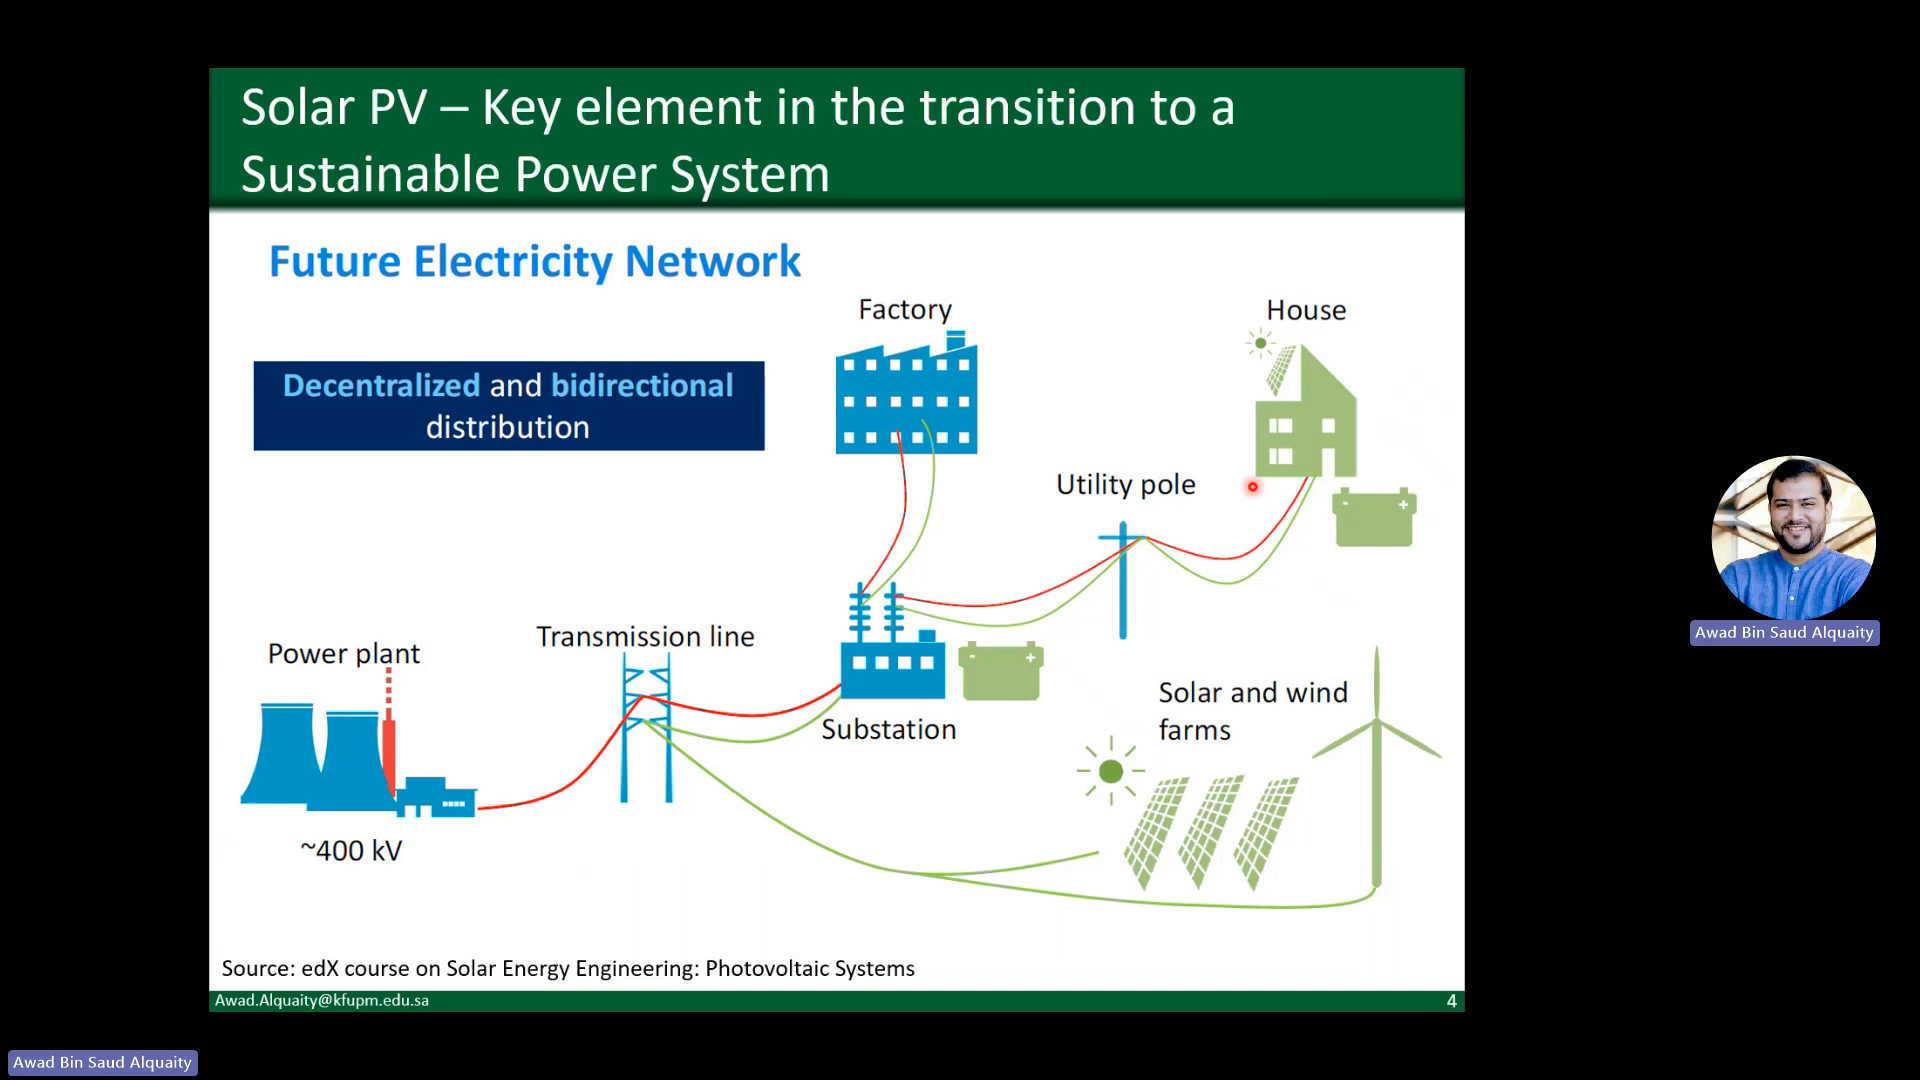 Solar PV – Key element in the transition to a
Sustainable Power System
Future Electricity Network
Decentralized and bidirectional
distribution
Factory
House
Utility pole
Transmission line
Power plant
~400 kV
Substation
Solar and wind
farms
Source: edX course on Solar Energy Engineering: Photovoltaic Systems
Awad.Alquaity@kfupm.edu.sa
4
Awad Bin Saud Alquaity
Awad Bin Saud Alquaity